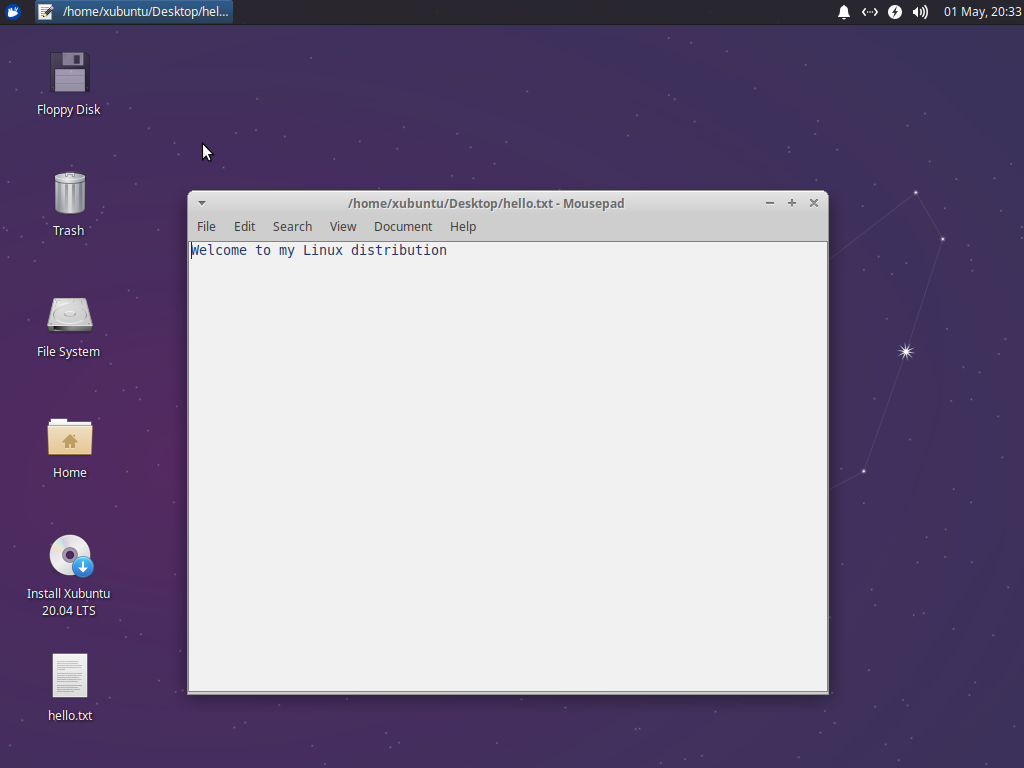 /home/xubuntu/Desktop/hel...
01 May, 20:33
Floppy Disk
Trash
File System
Home
Install Xubuntu
20.04 LTS
hello.txt
/home/xubuntu/Desktop/hello.txt - Mousepad
File Edit Search View Document Help
Welcome to my Linux distribution